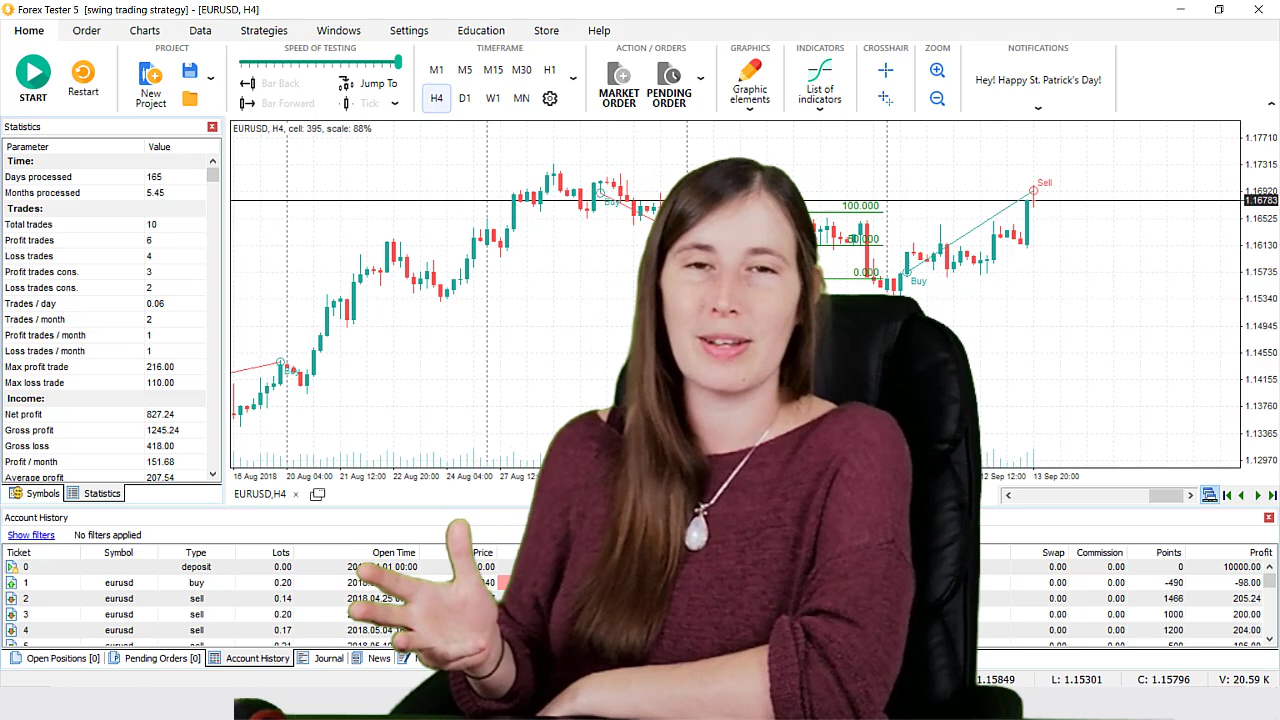 Forex Tester 5 [swing trading strategy] - [EURUSD, H4]
Home Order Charts Data Strategies Windows Settings Education Store Help
PROJECT SPEED OF TESTING TIMEFRAME ACTION / ORDERS GRAPHICS INDICATORS CROSSHAIR ZOOM NOTIFICATIONS
START Restart New Project
Bar Back Jump To
Bar Forward Tick
M1 M5 M15 M30 H1
H4 D1 W1 MN
MARKET ORDER PENDING ORDER
Graphic elements
List of indicators
Hey! Happy St. Patrick's Day!
Statistics
Parameter Value
Time:
Days processed 165
Months processed 5.45
Trades:
Total trades 10
Profit trades 6
Loss trades 4
Profit trades cons. 3
Loss trades cons. 2
Trades / day 0.06
Trades / month 2
Profit trades / month 1
Loss trades / month 1
Max profit trade 216.00
Max loss trade 110.00
Income:
Net profit 827.24
Gross profit 1245.24
Gross loss 418.00
Profit / month 151.68
Average profit 207.54
Symbols Statistics
EURUSD, H4, cell: 395, scale: 88%
Buy
Buy
100.000
50.000
0.000
Buy
Sell
1.17710
1.17315
1.16920
1.16783
1.16525
1.16130
1.15735
1.15340
1.14945
1.14550
1.14155
1.13760
1.13365
1.12970
16 Aug 2018 20 Aug 04:00 21 Aug 12:00 22 Aug 20:00 24 Aug 04:00 27 Aug 12:00 13 Sep 20:00
EURUSD,H4
Account History
Show filters No filters applied
Ticket Symbol Type Lots Open Time Price Swap Commission Points Profit
0 deposit 0.00 0.00 0.00 0 10000.00
1 eurusd buy 0.20 0.00 0.00 -490 -98.00
2 eurusd sell 0.14 0.00 0.00 1466 205.24
3 eurusd sell 0.20 0.00 0.00 1000 200.00
4 eurusd sell 0.17 0.00 0.00 1200 204.00
Open Positions [0] Pending Orders [0] Account History Journal News
L: 1.15301 C: 1.15796 V: 20.59 K